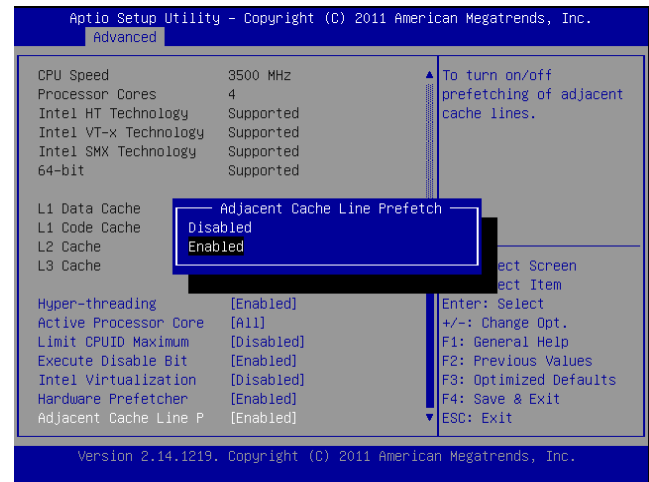 Aptio Setup Utility – Copyright (C) 2011 American Megatrends, Inc.
Advanced
CPU Speed 3500 MHz
Processor Cores 4
Intel HT Technology Supported
Intel VT-x Technology Supported
Intel SMX Technology Supported
64-bit Supported
L1 Data Cache
L1 Code Cache
L2 Cache
L3 Cache
Adjacent Cache Line Prefetch
Disabled
Enabled
Hyper-threading [Enabled]
Active Processor Core [All]
Limit CPUID Maximum [Disabled]
Execute Disable Bit [Enabled]
Intel Virtualization [Disabled]
Hardware Prefetcher [Enabled]
Adjacent Cache Line P [Enabled]
To turn on/off
prefetching of adjacent
cache lines.
ect Screen
ect Item
Enter: Select
+/-: Change Opt.
F1: General Help
F2: Previous Values
F3: Optimized Defaults
F4: Save & Exit
ESC: Exit
Version 2.14.1219. Copyright (C) 2011 American Megatrends, Inc.